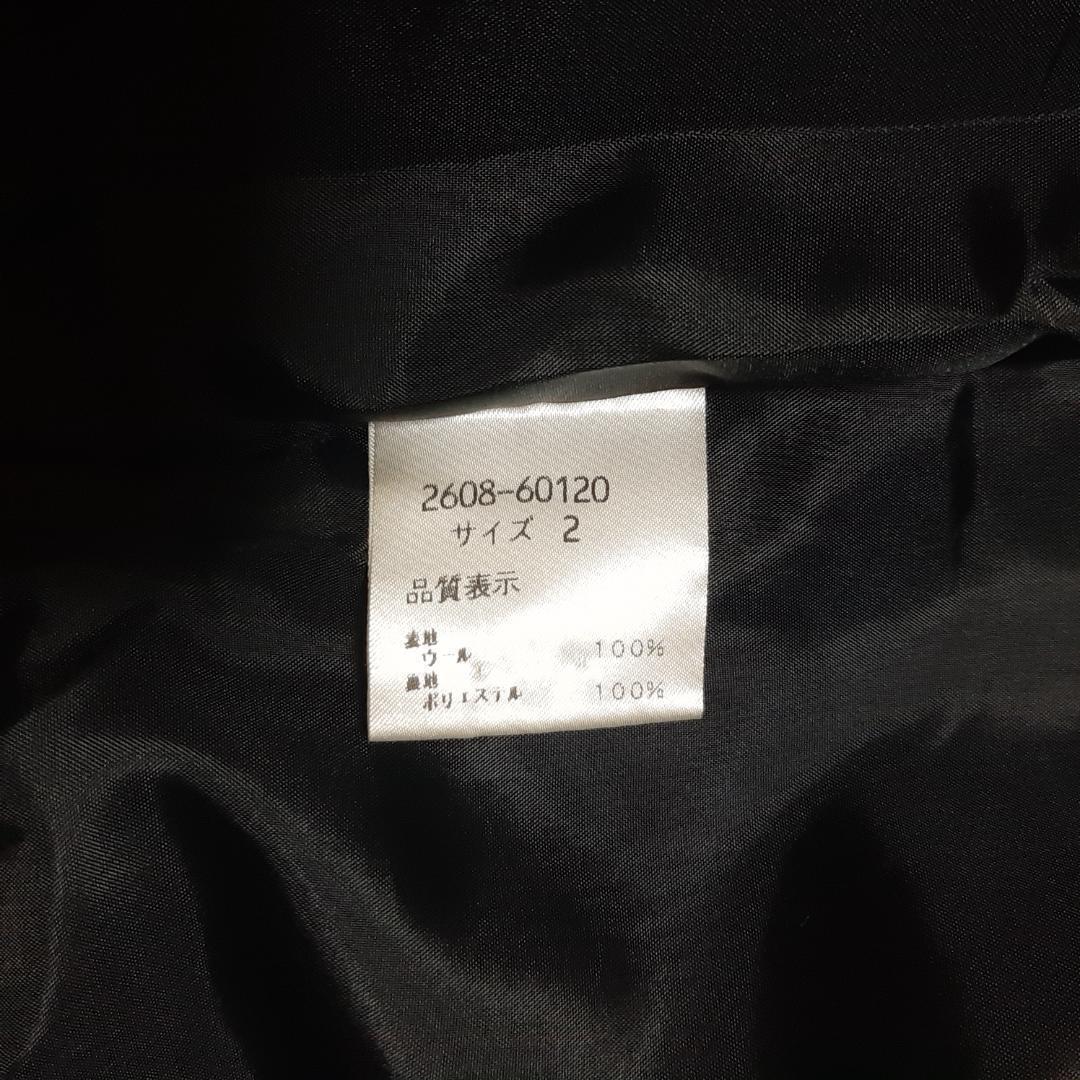 2608-60120
サイズ 2
品質表示
表地
ウール 100%
裏地
ポリエステル 100%